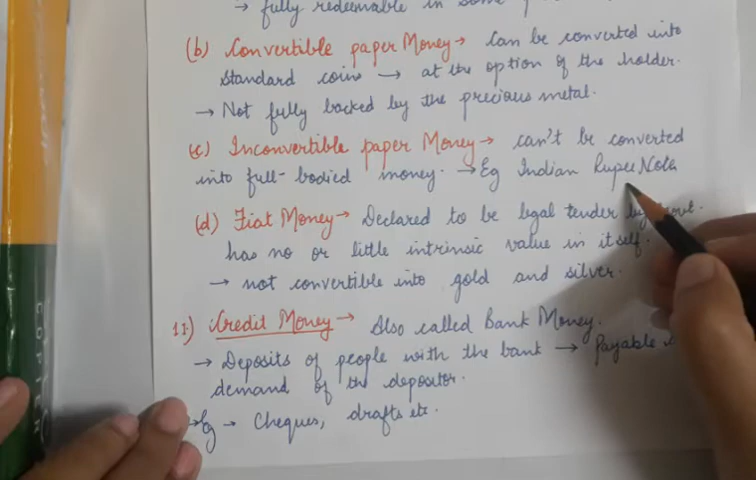 → fully redeemable in some
(b) Convertible paper Money → can be converted into
standard coins → at the option of the holder.
→ Not fully backed by the precious metal.
(c) Inconvertible paper Money → can't be converted
into full-bodied money. → Eg Indian Rupee Note
(d) Fiat Money → Declared to be legal tender by Govt.
has no or little intrinsic value in itself.
→ not convertible into gold and silver.
11) Credit Money → Also called Bank Money.
→ Deposits of people with the bank → Payable
demand of the depositor.
→ Eg → Cheques, drafts etc.
COPIER